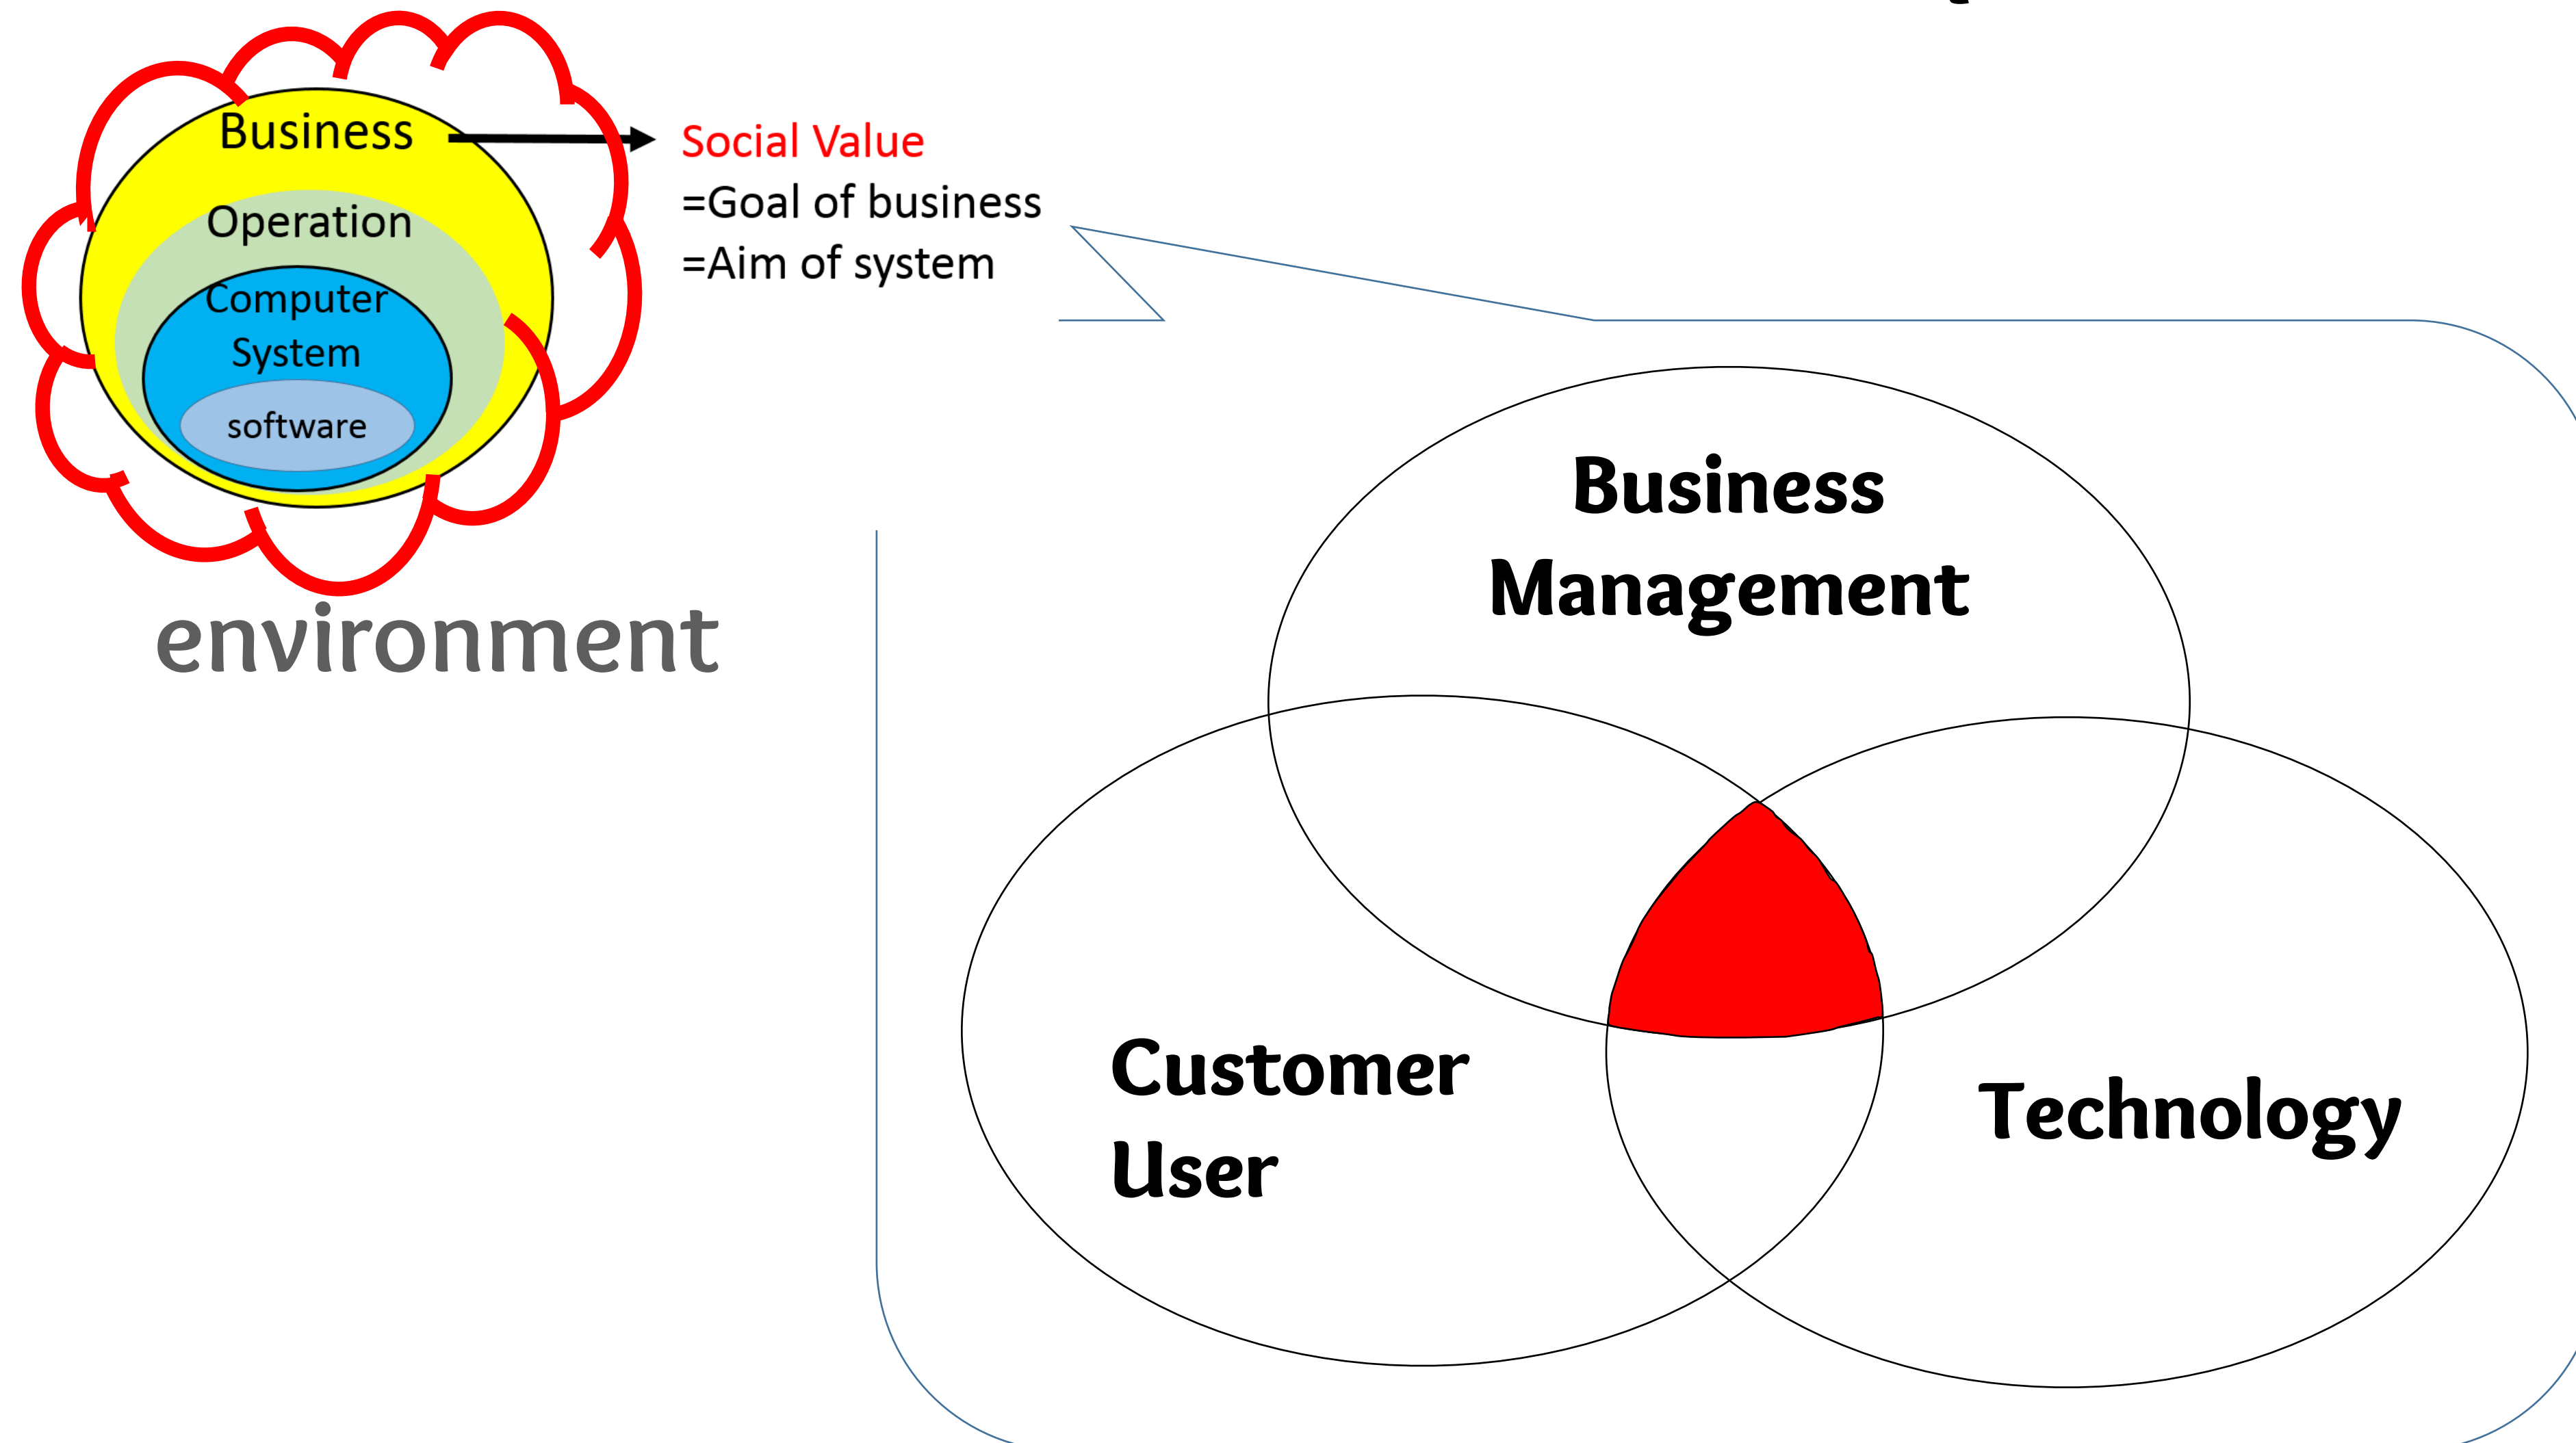 Business
Operation
Computer
System
software
Social Value
=Goal of business
=Aim of system
environment
Business
Management
Customer
User
Technology